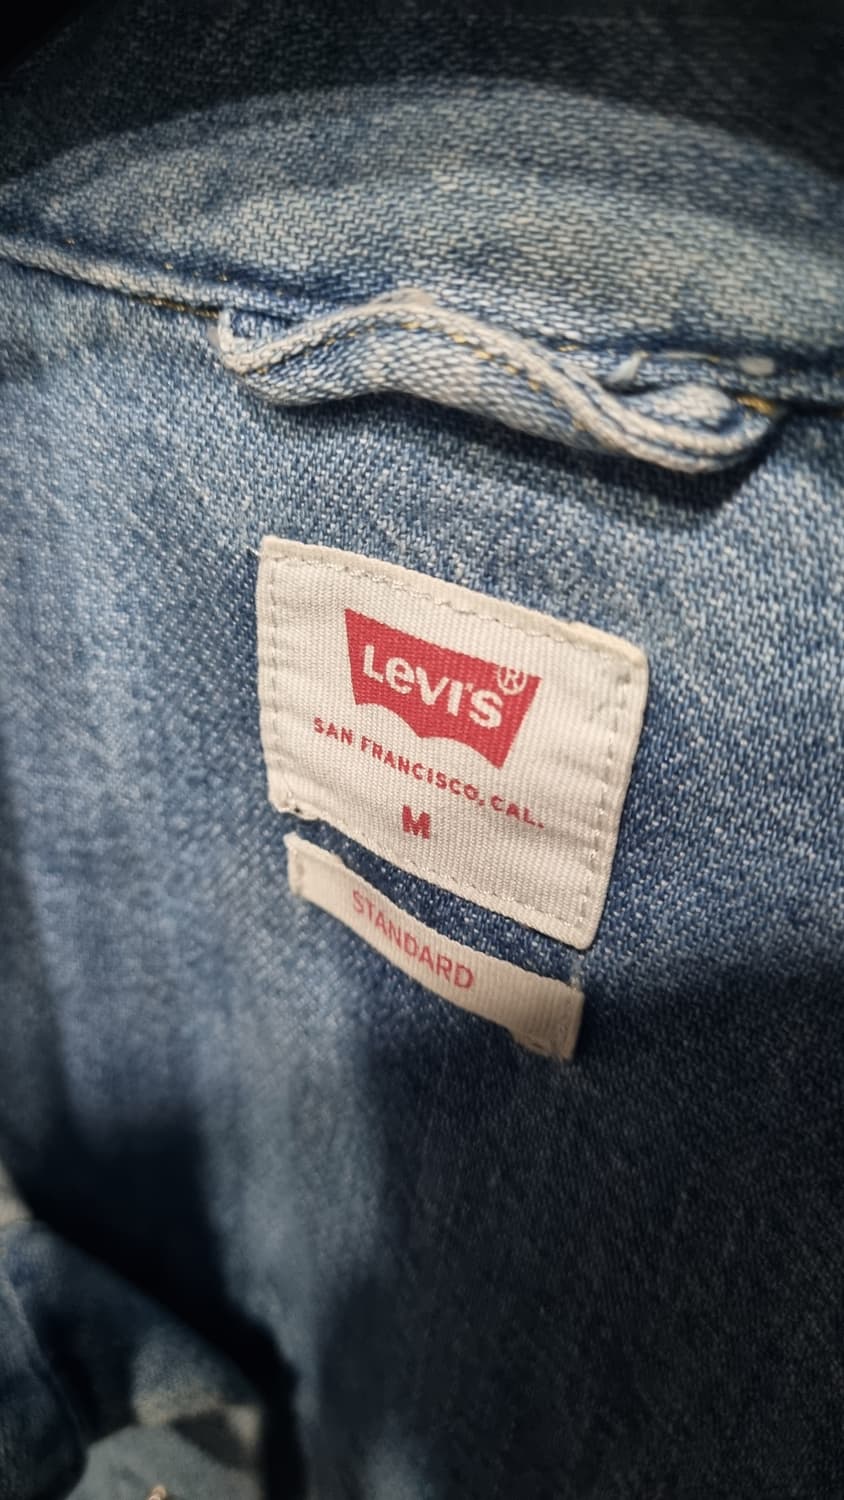 Levi's®
SAN FRANCISCO, CAL.
M
STANDARD